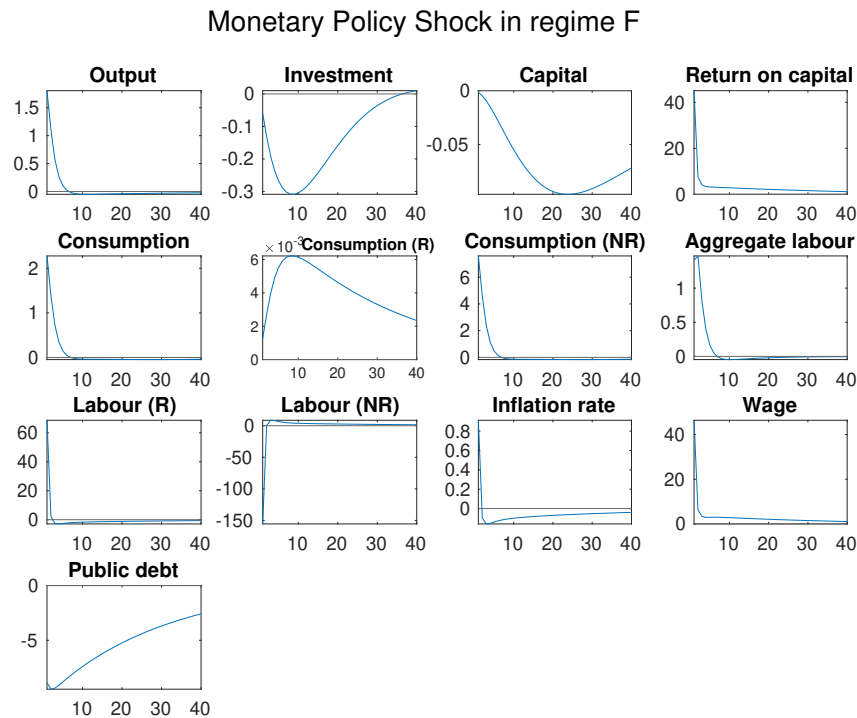 Monetary Policy Shock in regime F
Output
Investment
Capital
Return on capital
1.5
1
0.5
0
10 20 30 40
0
-0.1
-0.2
-0.3
10 20 30 40
0
-0.05
10 20 30 40
40
20
0
10 20 30 40
Consumption
× 10⁻³ Consumption (R)
Consumption (NR)
Aggregate labour
2
1
0
10 20 30 40
6
4
2
0
10 20 30 40
6
4
2
0
10 20 30 40
1
0.5
0
10 20 30 40
Labour (R)
Labour (NR)
Inflation rate
Wage
60
40
20
0
10 20 30 40
0
-50
-100
-150
10 20 30 40
0.8
0.6
0.4
0.2
0
10 20 30 40
40
20
0
10 20 30 40
Public debt
0
-5
10 20 30 40